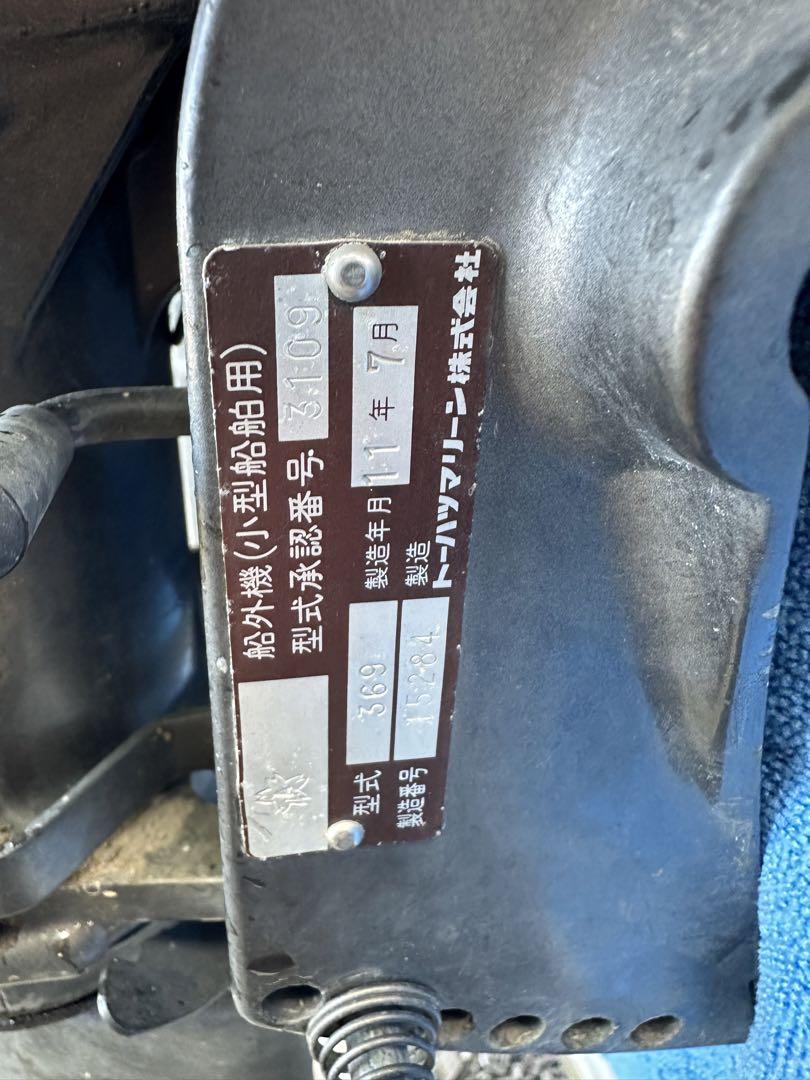 船外機(小型船舶用)
型式承認番号 3109
型式 369 製造年月 11年7月
製造番号 15284 製造
トーハツマリーン株式会社